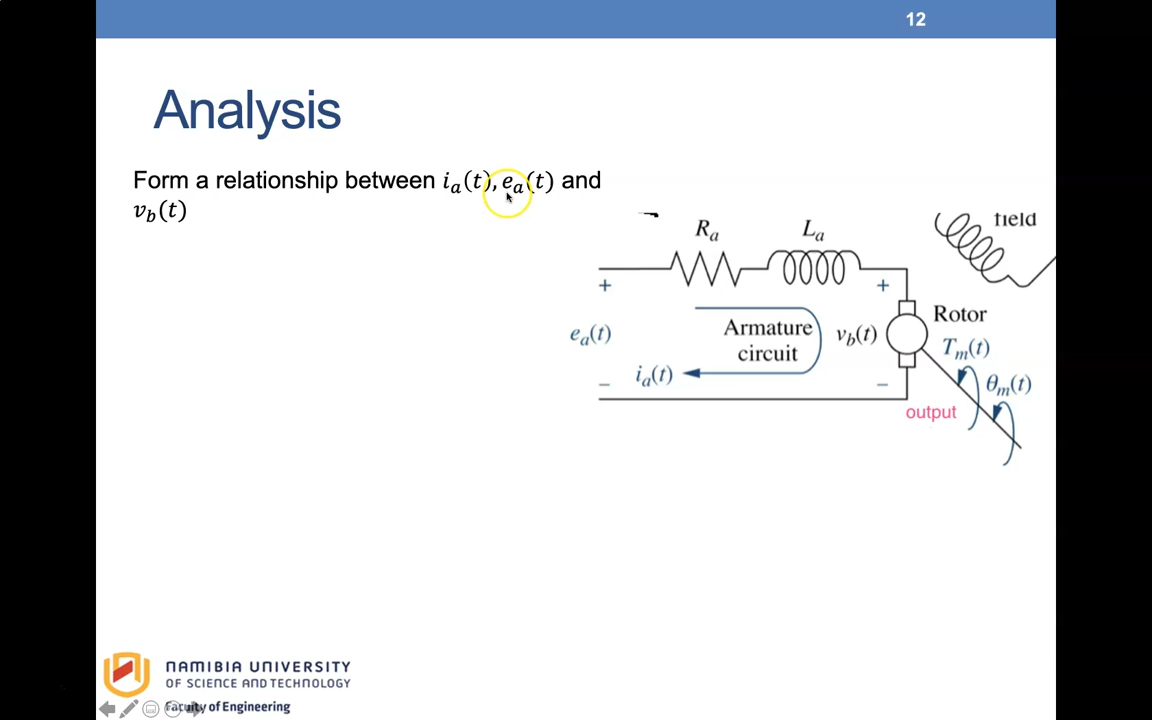 12
Analysis
Form a relationship between iₐ(t), eₐ(t) and
v_b(t)
field
Rₐ
Lₐ
+
+
Rotor
eₐ(t)
Armature
circuit
v_b(t)
Tₘ(t)
iₐ(t)
θₘ(t)
−
−
output
NAMIBIA UNIVERSITY
OF SCIENCE AND TECHNOLOGY
Faculty of Engineering